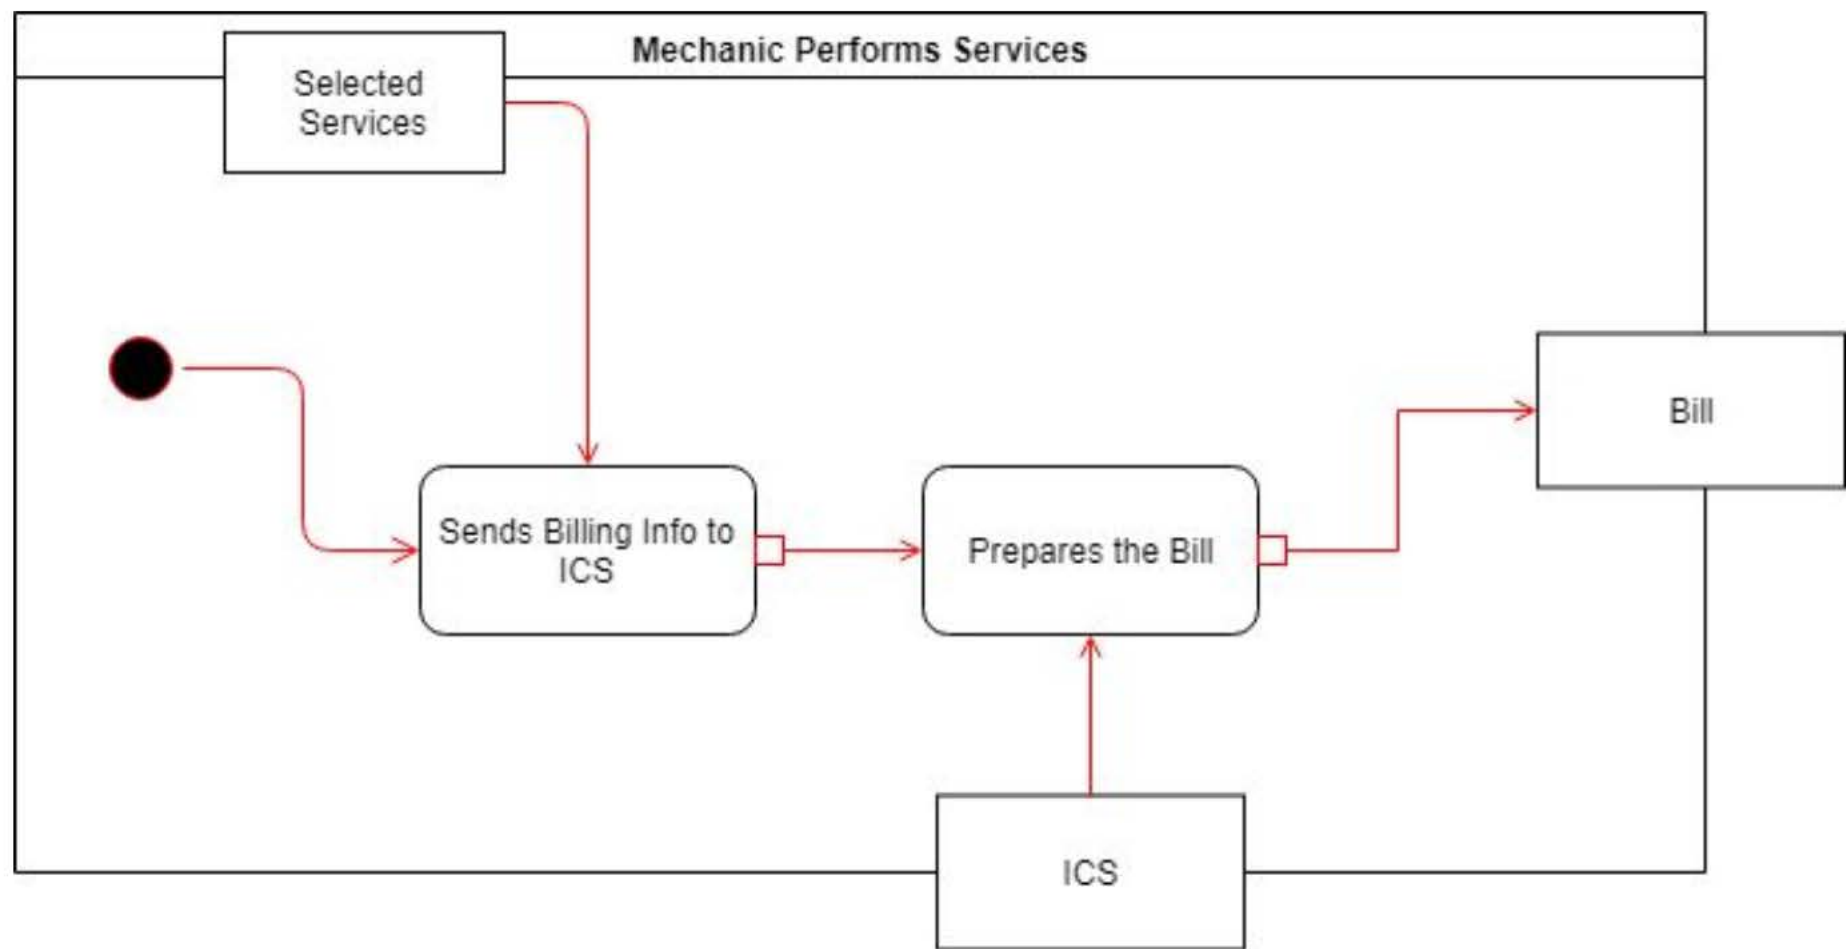 Mechanic Performs Services
Selected
Services
Bill
Sends Billing Info to
ICS
Prepares the Bill
ICS